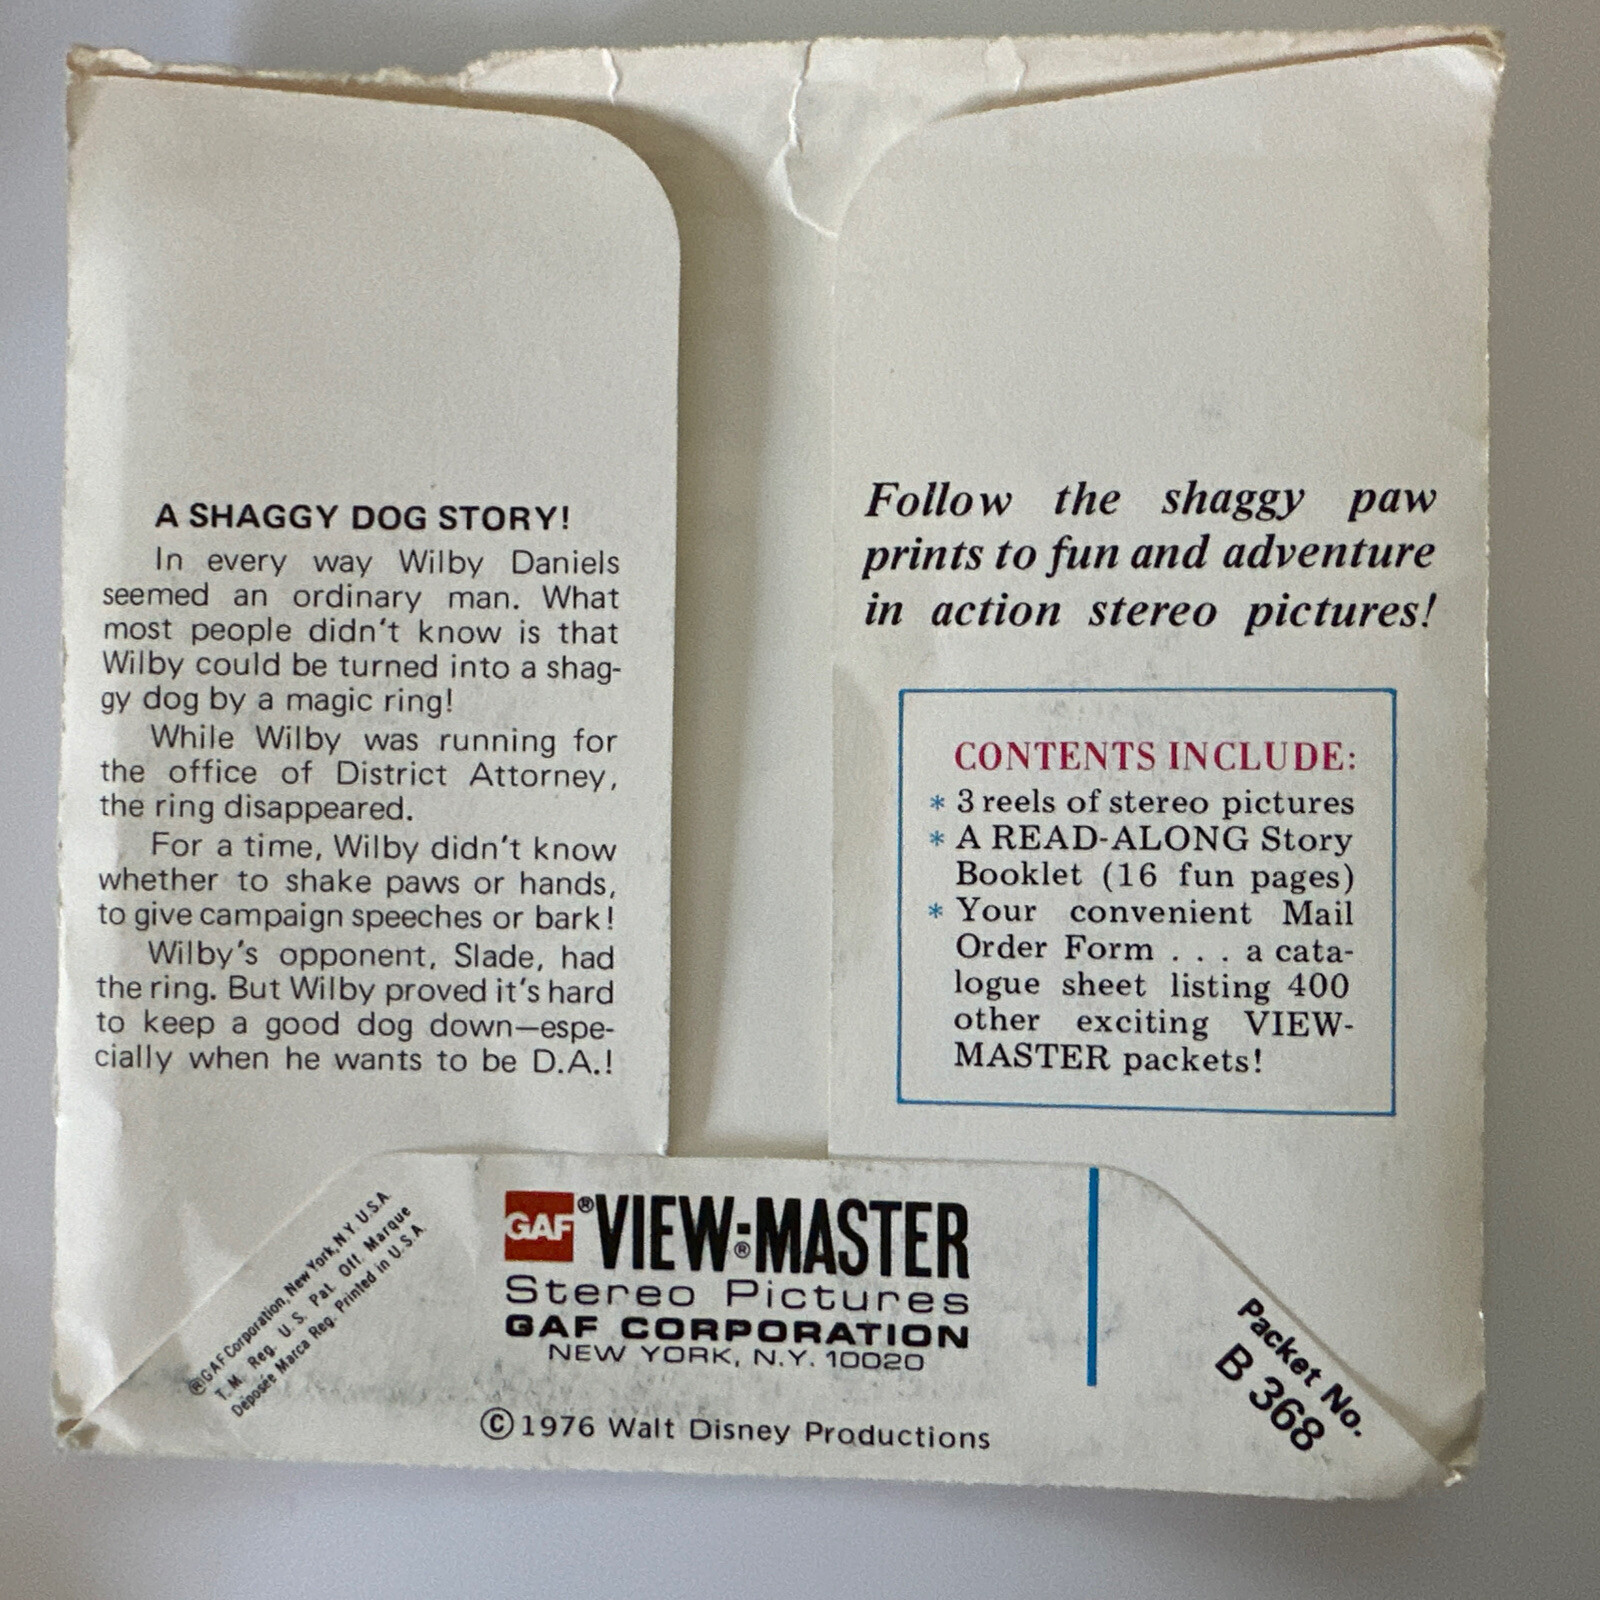 A SHAGGY DOG STORY!
In every way Wilby Daniels
seemed an ordinary man. What
most people didn't know is that
Wilby could be turned into a shag-
gy dog by a magic ring!
While Wilby was running for
the office of District Attorney,
the ring disappeared.
For a time, Wilby didn't know
whether to shake paws or hands,
to give campaign speeches or bark!
Wilby's opponent, Slade, had
the ring. But Wilby proved it's hard
to keep a good dog down—espe-
cially when he wants to be D.A.!
Follow the shaggy paw
prints to fun and adventure
in action stereo pictures!
CONTENTS INCLUDE:
* 3 reels of stereo pictures
* A READ-ALONG Story
Booklet (16 fun pages)
* Your convenient Mail
Order Form . . . a cata-
logue sheet listing 400
other exciting VIEW-
MASTER packets!
®GAF Corporation, New York, N.Y. U.S.A.
T.M. Reg. U.S. Pat. Off. Marque
Déposée Marca Reg. Printed in U.S.A.
GAF® VIEW-MASTER®
Stereo Pictures
GAF CORPORATION
NEW YORK, N.Y. 10020
©1976 Walt Disney Productions
Packet No.
B 368